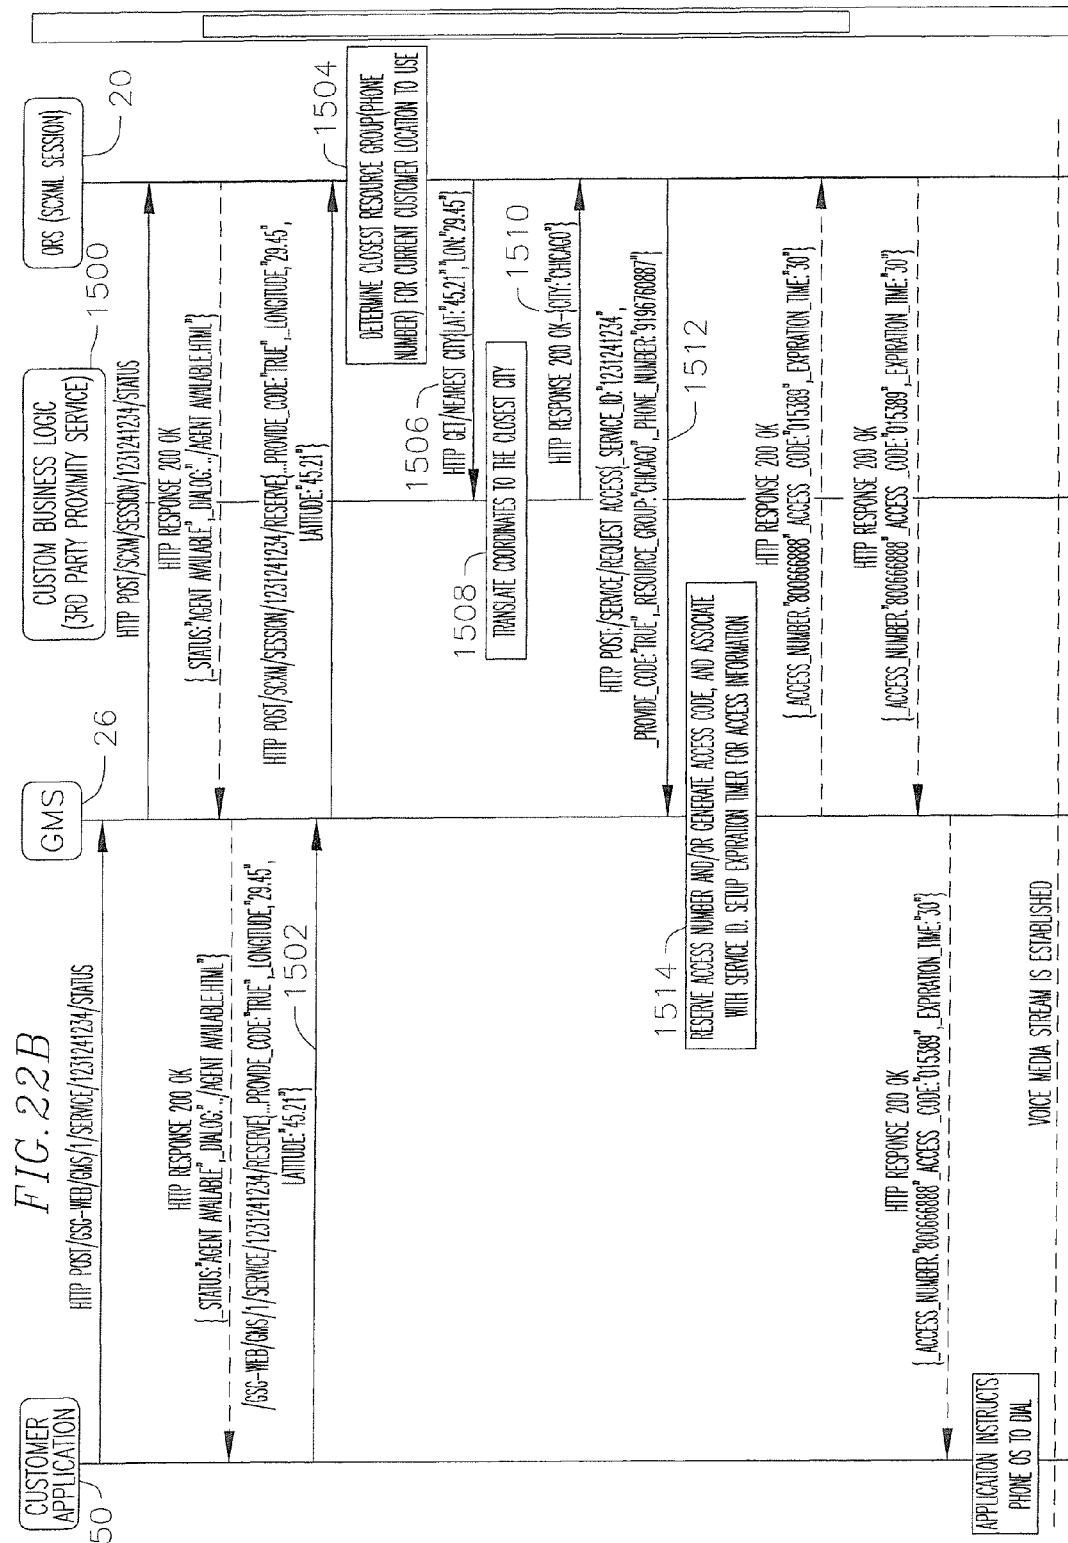 FIG.22B
CUSTOMER
APPLICATION
50
GMS
26
CUSTOM BUSINESS LOGIC
(3RD PARTY PROXIMITY SERVICE)
1500
ORS (SCXML SESSION)
20
HTTP POST/GSG-WEB/GMS/1/SERVICE/1231241234/STATUS
HTTP POST/SCXM/SESSION/1231241234/STATUS
HTTP RESPONSE 200 OK
{_STATUS:"AGENT AVAILABLE",_DIALOG:"../AGENT AVAILABLE.HTML"}
HTTP RESPONSE 200 OK
{_STATUS:"AGENT AVAILABLE",_DIALOG:"../AGENT AVAILABLE.HTML"}
/GSG-WEB/GMS/1/SERVICE/1231241234/RESERVE{...PROVIDE_CODE:"TRUE",_LONGITUDE,"29.45",
LATITUDE:"45.21"}
1502
HTTP POST/SCXM/SESSION/1231241234/RESERVE{...PROVIDE_CODE:"TRUE",_LONGITUDE,"29.45",
LATITUDE:"45.21"}
1504
DETERMINE CLOSEST RESOURCE GROUP(PHONE
NUMBER) FOR CURRENT CUSTOMER LOCATION TO USE
1506
HTTP GET/NEAREST CITY{LAT:"45.21","LON:"29.45"}
1508
TRANSLATE COORDINATES TO THE CLOSEST CITY
1510
HTTP RESPONSE 200 OK-{CITY:"CHICAGO"}
HTTP POST:/SERVICE/REQUEST ACCESS{_SERVICE_ID:"1231241234",
_PROVIDE_CODE:"TRUE",_RESOURCE_GROUP:"CHICAGO",_PHONE_NUMBER:"9196760887"}
1512
1514
RESERVE ACCESS NUMBER AND/OR GENERATE ACCESS CODE, AND ASSOCIATE
WITH SERVICE ID. SETUP EXPIRATION TIMER FOR ACCESS INFORMATION
HTTP RESPONSE 200 OK
{_ACCESS_NUMBER:"800666888"_ACCESS_CODE:"015389",_EXPIRATION_TIME:"30"}
HTTP RESPONSE 200 OK
{_ACCESS_NUMBER:"800666888"_ACCESS_CODE:"015389",_EXPIRATION_TIME:"30"}
HTTP RESPONSE 200 OK
{_ACCESS_NUMBER:"800666888"_ACCESS_CODE:"015389",_EXPIRATION_TIME:"30"}
APPLICATION INSTRUCTS
PHONE OS TO DIAL
VOICE MEDIA STREAM IS ESTABLISHED